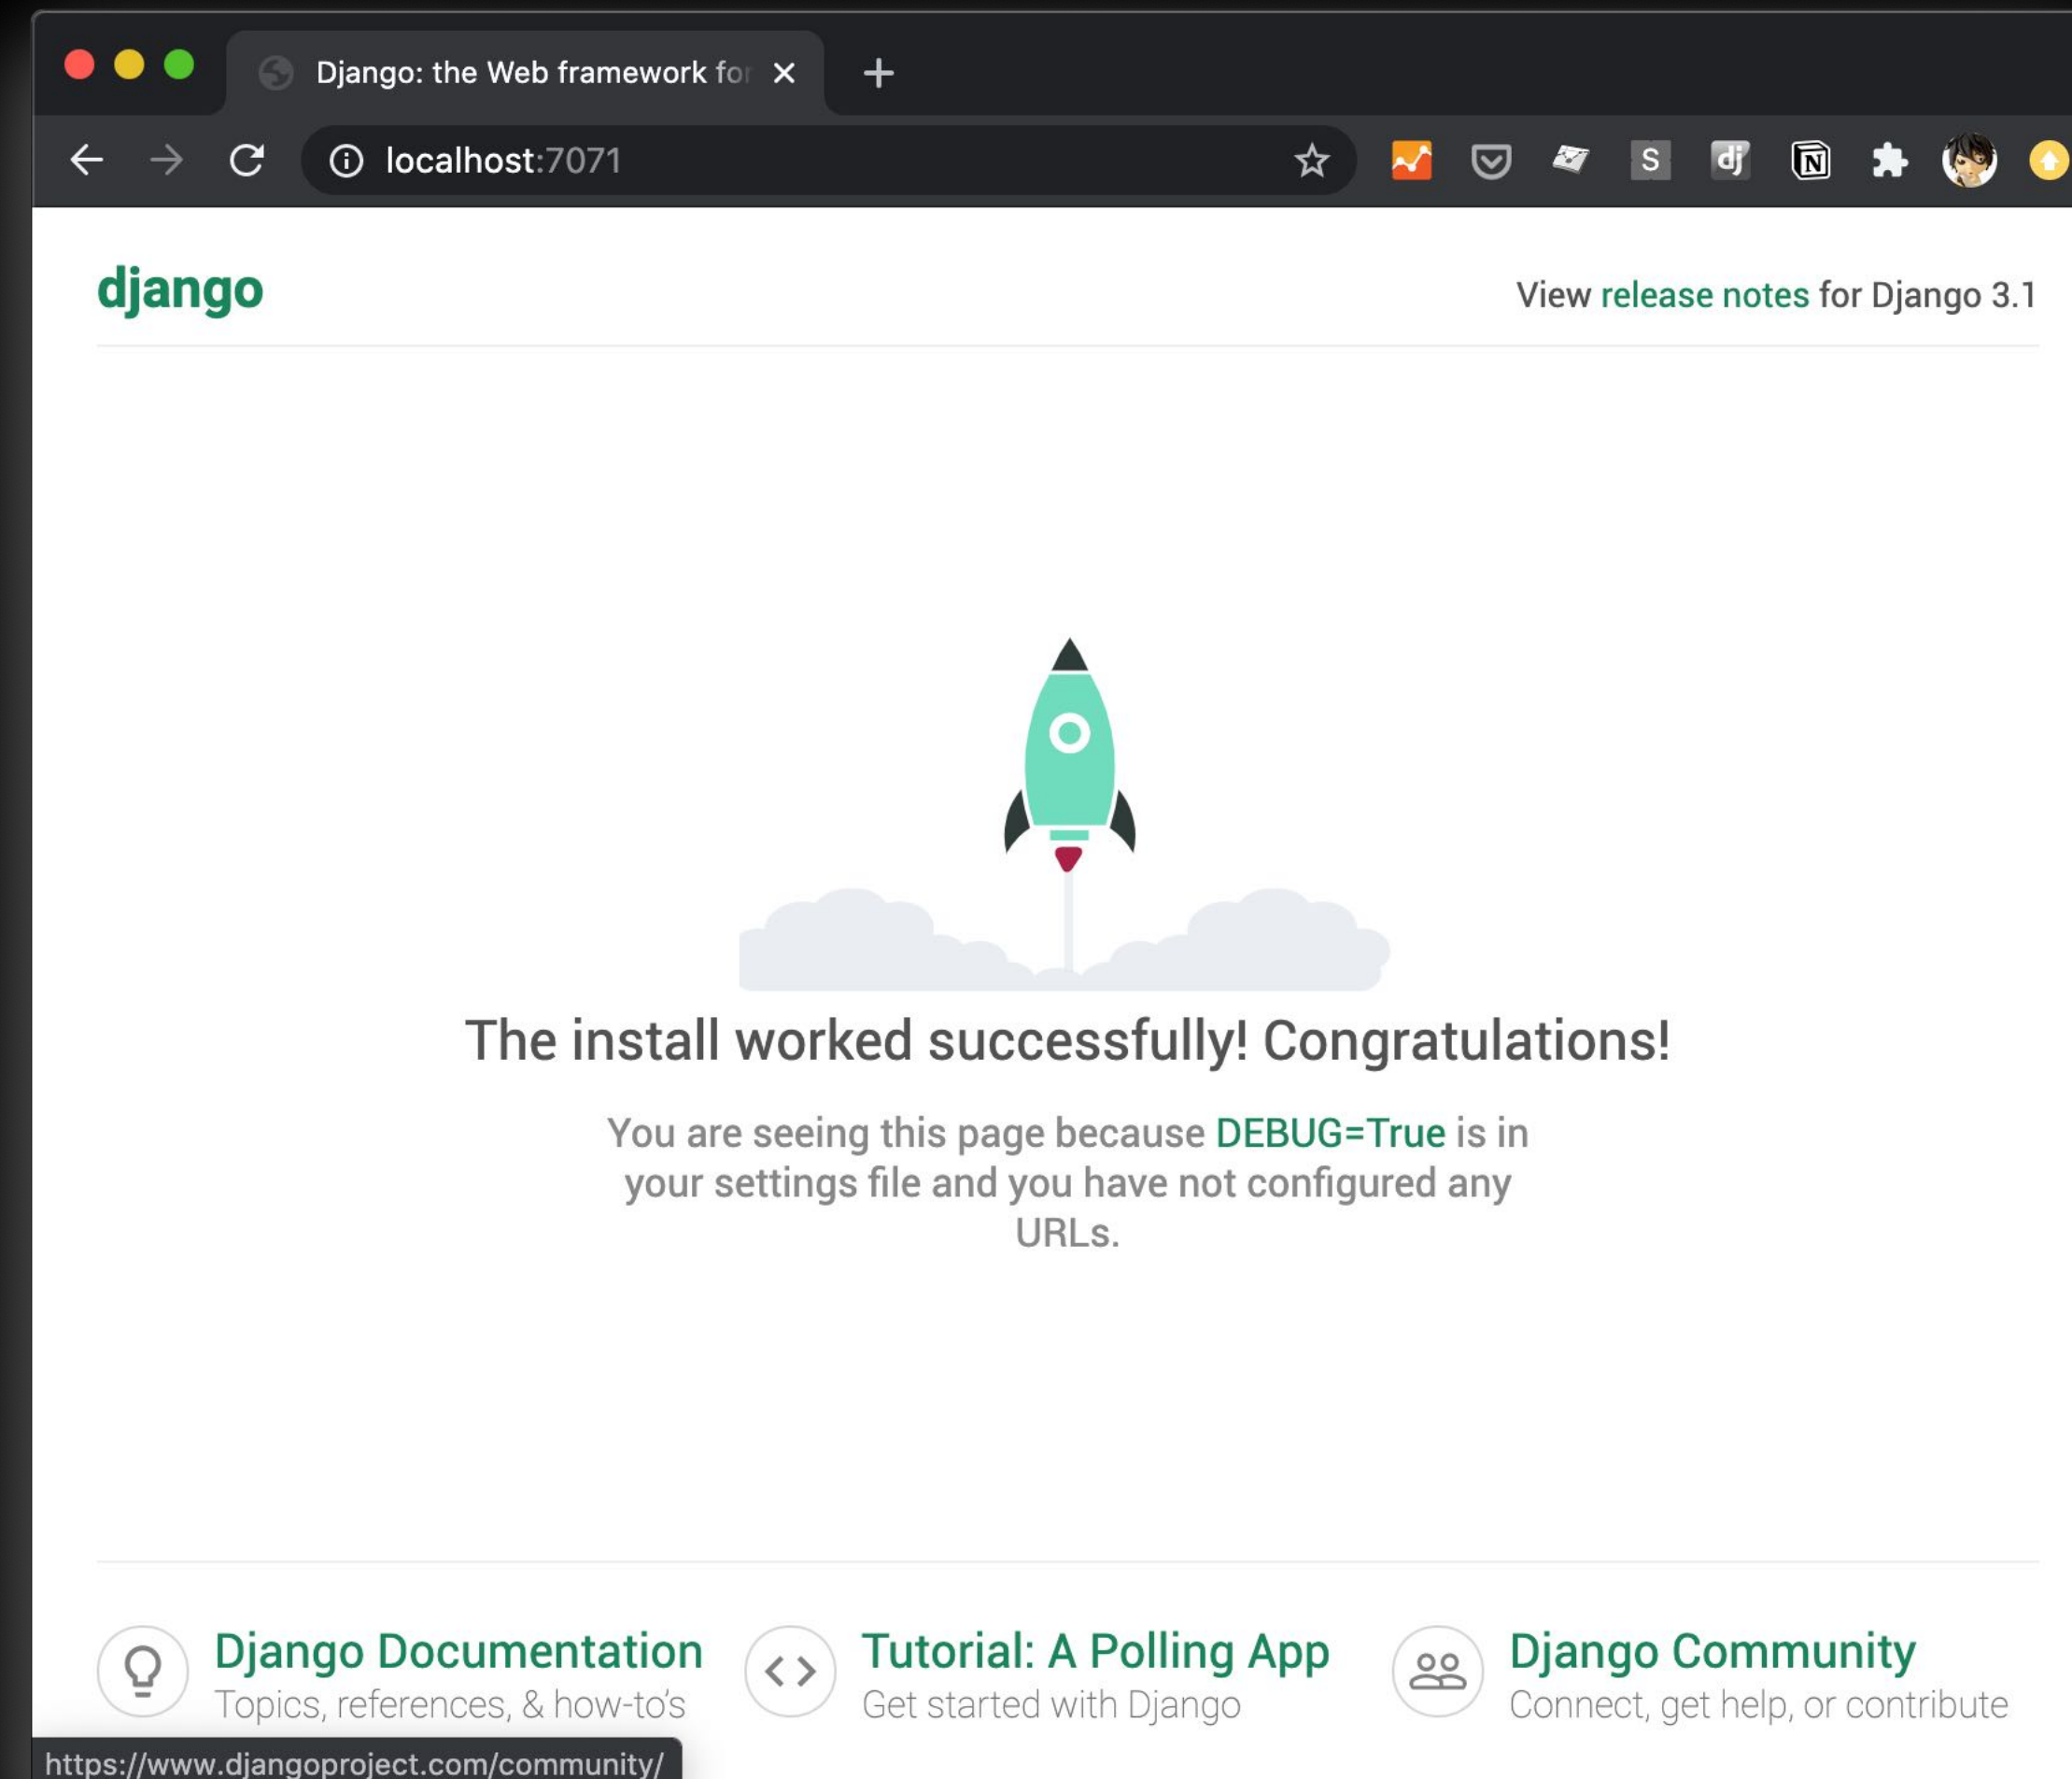 Django: the Web framework for
localhost:7071
S
dj
N
django
View release notes for Django 3.1
The install worked successfully! Congratulations!
You are seeing this page because DEBUG=True is in
your settings file and you have not configured any
URLs.
Django Documentation
Topics, references, & how-to's
Tutorial: A Polling App
Get started with Django
Django Community
Connect, get help, or contribute
https://www.djangoproject.com/community/